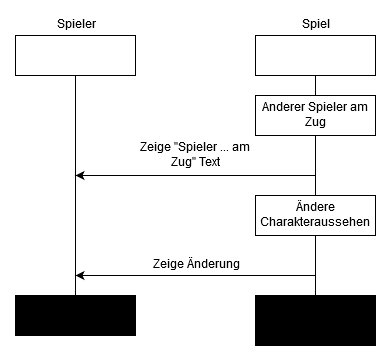 Spieler
Spiel
Anderer Spieler am
Zug
Zeige "Spieler ... am
Zug" Text
Ändere
Charakteraussehen
Zeige Änderung